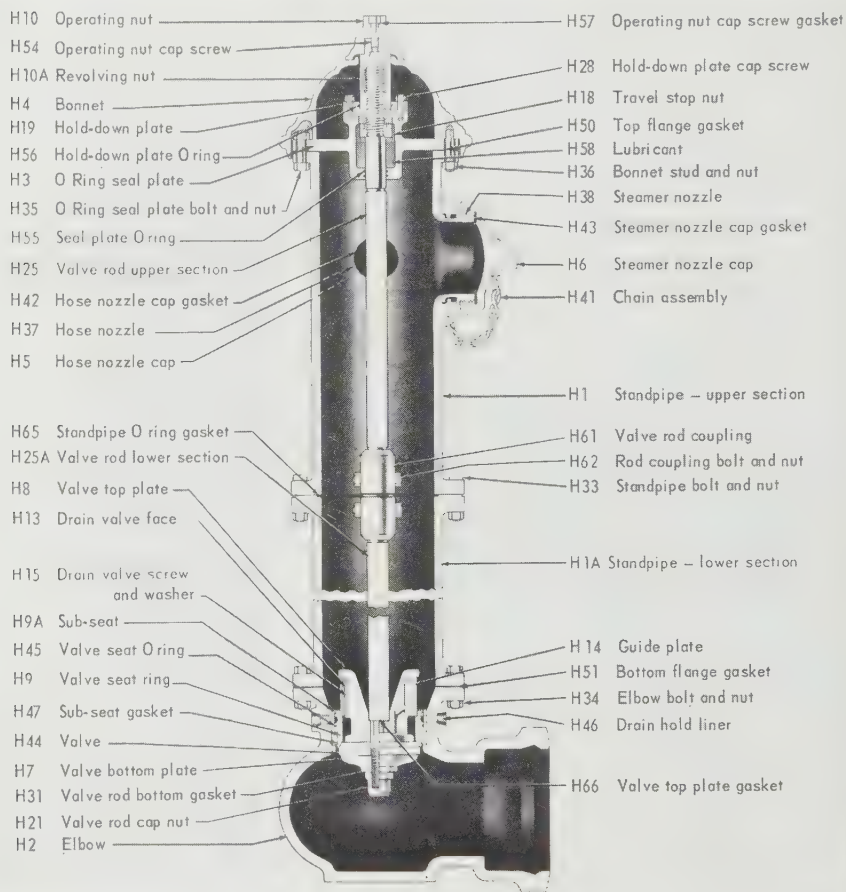 H10 Operating nut
H54 Operating nut cap screw
H10A Revolving nut
H4 Bonnet
H19 Hold-down plate
H56 Hold-down plate O ring
H3 O Ring seal plate
H35 O Ring seal plate bolt and nut
H55 Seal plate O ring
H25 Valve rod upper section
H42 Hose nozzle cap gasket
H37 Hose nozzle
H5 Hose nozzle cap
H65 Standpipe O ring gasket
H25A Valve rod lower section
H8 Valve top plate
H13 Drain valve face
H15 Drain valve screw
and washer
H9A Sub-seat
H45 Valve seat O ring
H9 Valve seat ring
H47 Sub-seat gasket
H44 Valve
H7 Valve bottom plate
H31 Valve rod bottom gasket
H21 Valve rod cap nut
H2 Elbow
H57 Operating nut cap screw gasket
H28 Hold-down plate cap screw
H18 Travel stop nut
H50 Top flange gasket
H58 Lubricant
H36 Bonnet stud and nut
H38 Steamer nozzle
H43 Steamer nozzle cap gasket
H6 Steamer nozzle cap
H41 Chain assembly
H1 Standpipe – upper section
H61 Valve rod coupling
H62 Rod coupling bolt and nut
H33 Standpipe bolt and nut
H1A Standpipe – lower section
H14 Guide plate
H51 Bottom flange gasket
H34 Elbow bolt and nut
H46 Drain hold liner
H66 Valve top plate gasket